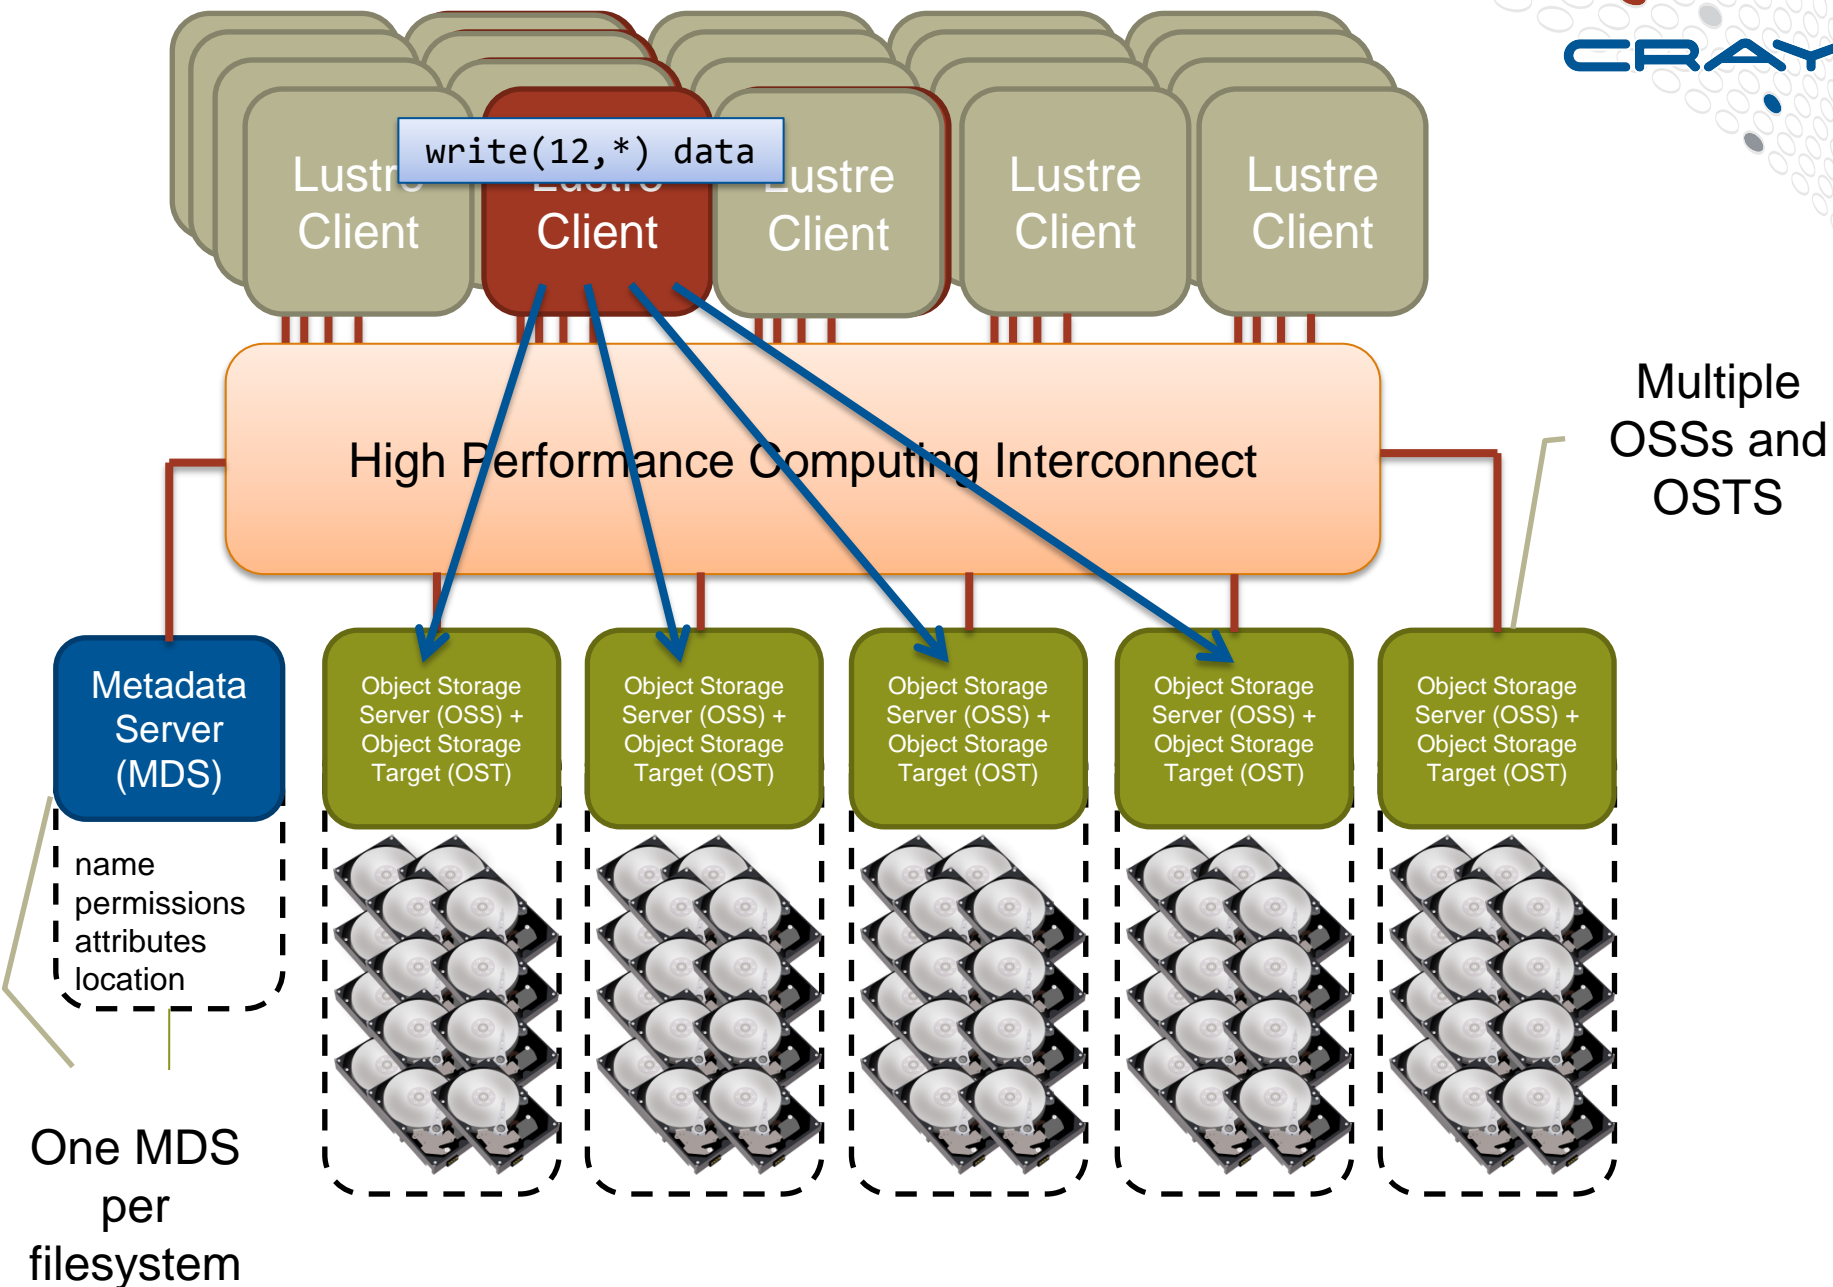 CRAY
write(12,*) data
Lustre
Client
Lustre
Client
Lustre
Client
Lustre
Client
Lustre
Client
High Performance Computing Interconnect
Multiple
OSSs and
OSTS
Metadata
Server
(MDS)
name
permissions
attributes
location
One MDS
per
filesystem
Object Storage
Server (OSS) +
Object Storage
Target (OST)
Object Storage
Server (OSS) +
Object Storage
Target (OST)
Object Storage
Server (OSS) +
Object Storage
Target (OST)
Object Storage
Server (OSS) +
Object Storage
Target (OST)
Object Storage
Server (OSS) +
Object Storage
Target (OST)